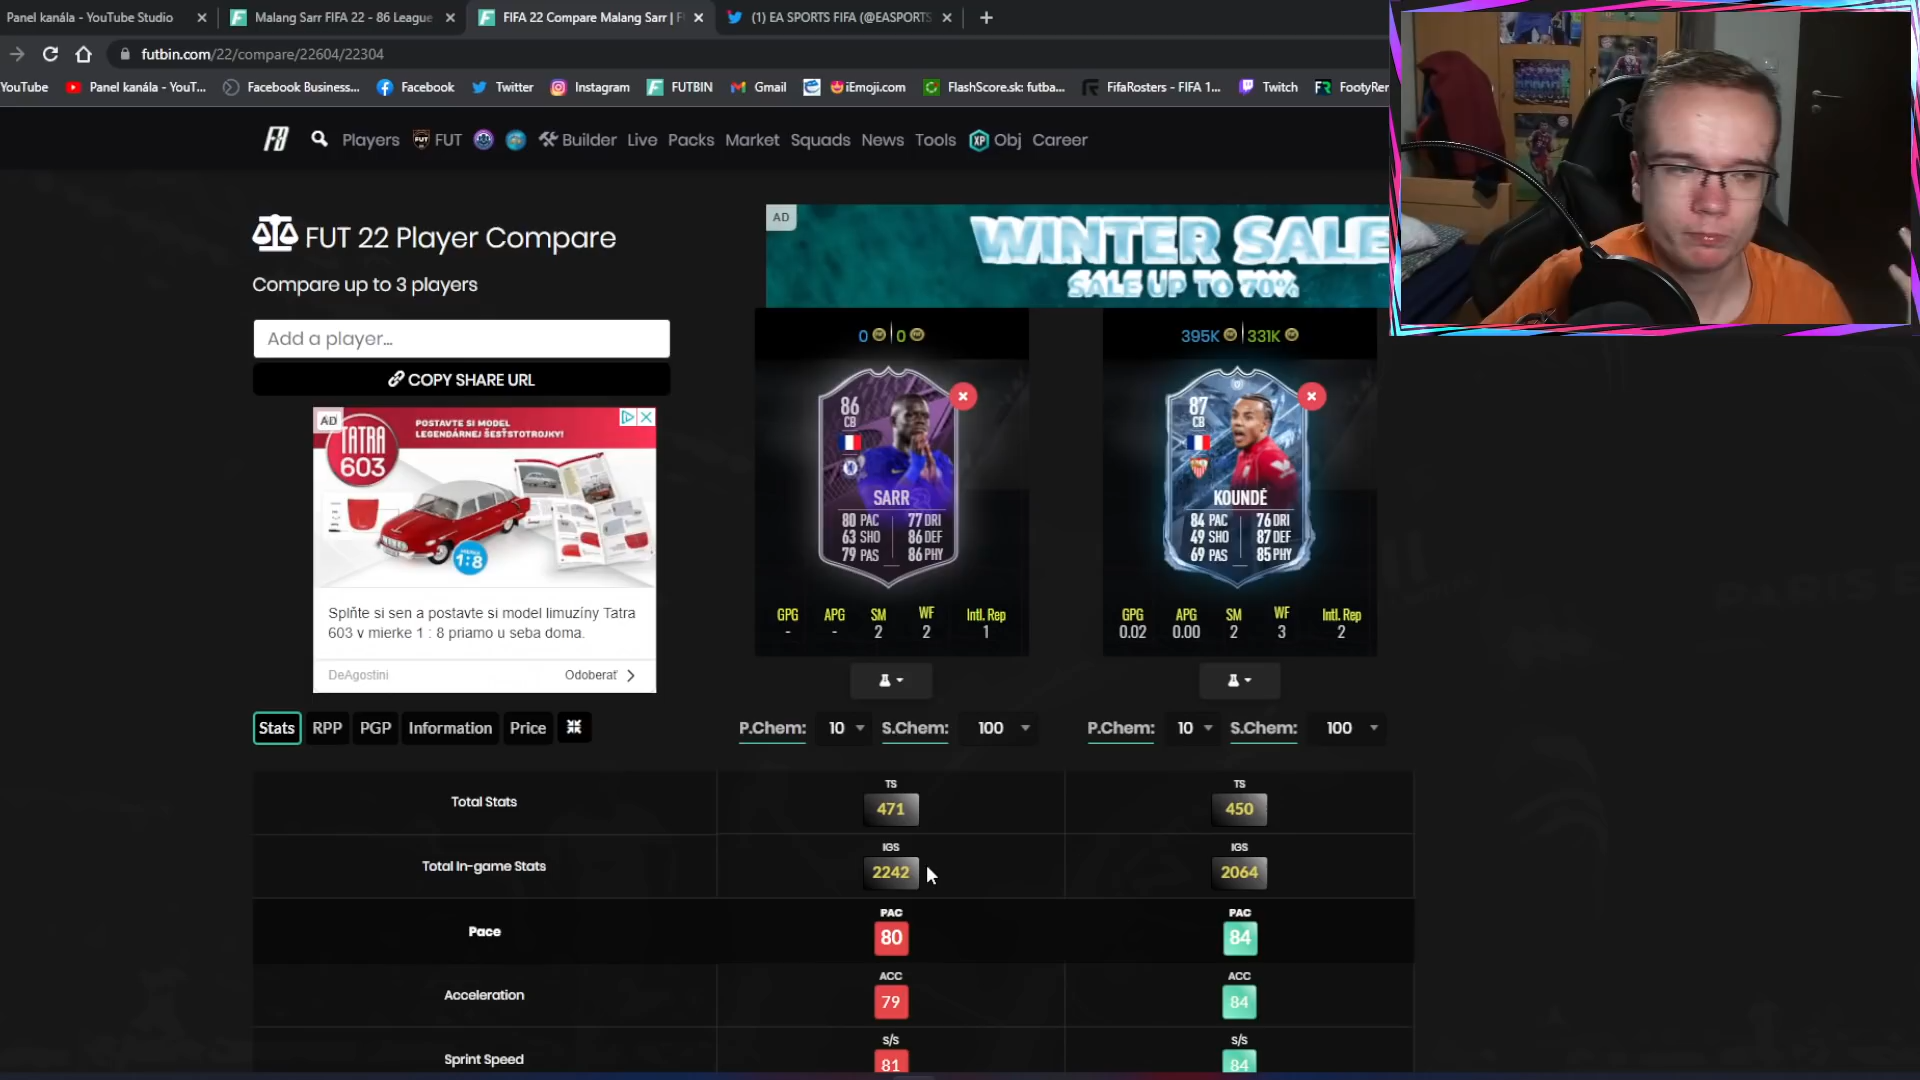 Panel kanála - YouTube Studio
Malang Sarr FIFA 22 - 86 League
FIFA 22 Compare Malang Sarr | F
(1) EA SPORTS FIFA (@EASPORTS
futbin.com/22/compare/22604/22304
YouTube
Panel kanála - YouT...
Facebook Business...
Facebook
Twitter
Instagram
FUTBIN
Gmail
iEmoji.com
FlashScore.sk: futba...
FifaRosters - FIFA 1...
Twitch
FootyRen
Players
FUT
Builder
Live
Packs
Market
Squads
News
Tools
XP
Obj
Career
FUT 22 Player Compare
Compare up to 3 players
Add a player...
COPY SHARE URL
AD
WINTER SALE
SALE UP TO 70%
AD
TATRA
603
POSTAVTE SI MODEL
LEGENDÁRNEJ ŠESŤSTOTROJKY!
1:8
Splňte si sen a postavte si model limuzíny Tatra
603 v mierke 1 : 8 priamo u seba doma.
DeAgostini
Odoberať
0 | 0
86
CB
SARR
80 PAC 77 DRI
63 SHO 86 DEF
79 PAS 86 PHY
GPG APG SM WF Intl. Rep
- - 2 2 1
395K | 331K
87
CB
KOUNDÉ
84 PAC 76 DRI
49 SHO 87 DEF
69 PAS 85 PHY
GPG APG SM WF Intl. Rep
0.02 0.00 2 3 2
Stats
RPP
PGP
Information
Price
P.Chem: 10 S.Chem: 100
P.Chem: 10 S.Chem: 100
TS TS
Total Stats 471 450
IGS IGS
Total In-game Stats 2242 2064
PAC PAC
Pace 80 84
ACC ACC
Acceleration 79 84
S/S S/S
Sprint Speed 81 84